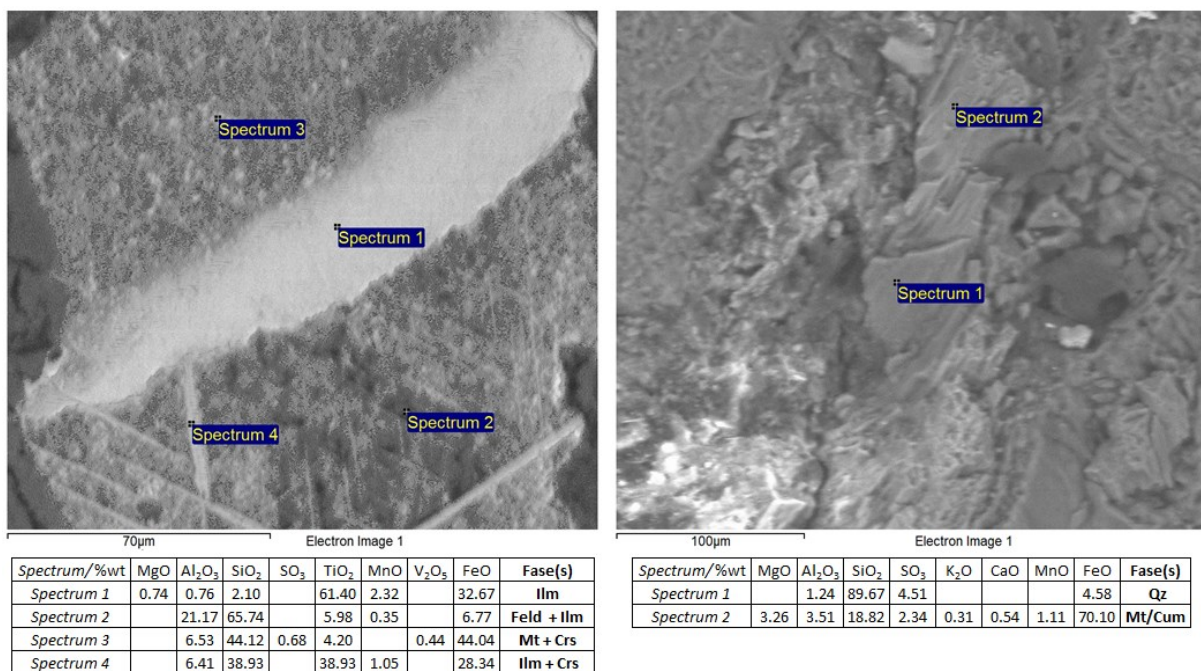 Spectrum 3
Spectrum 1
Spectrum 4
Spectrum 2
70µm Electron Image 1
Spectrum/%wt MgO Al₂O₃ SiO₂ SO₃ TiO₂ MnO V₂O₅ FeO Fase(s)
Spectrum 1 0.74 0.76 2.10 61.40 2.32 32.67 Ilm
Spectrum 2 21.17 65.74 5.98 0.35 6.77 Feld + Ilm
Spectrum 3 6.53 44.12 0.68 4.20 0.44 44.04 Mt + Crs
Spectrum 4 6.41 38.93 38.93 1.05 28.34 Ilm + Crs
Spectrum 2
Spectrum 1
100µm Electron Image 1
Spectrum/%wt MgO Al₂O₃ SiO₂ SO₃ K₂O CaO MnO FeO Fase(s)
Spectrum 1 1.24 89.67 4.51 4.58 Qz
Spectrum 2 3.26 3.51 18.82 2.34 0.31 0.54 1.11 70.10 Mt/Cum